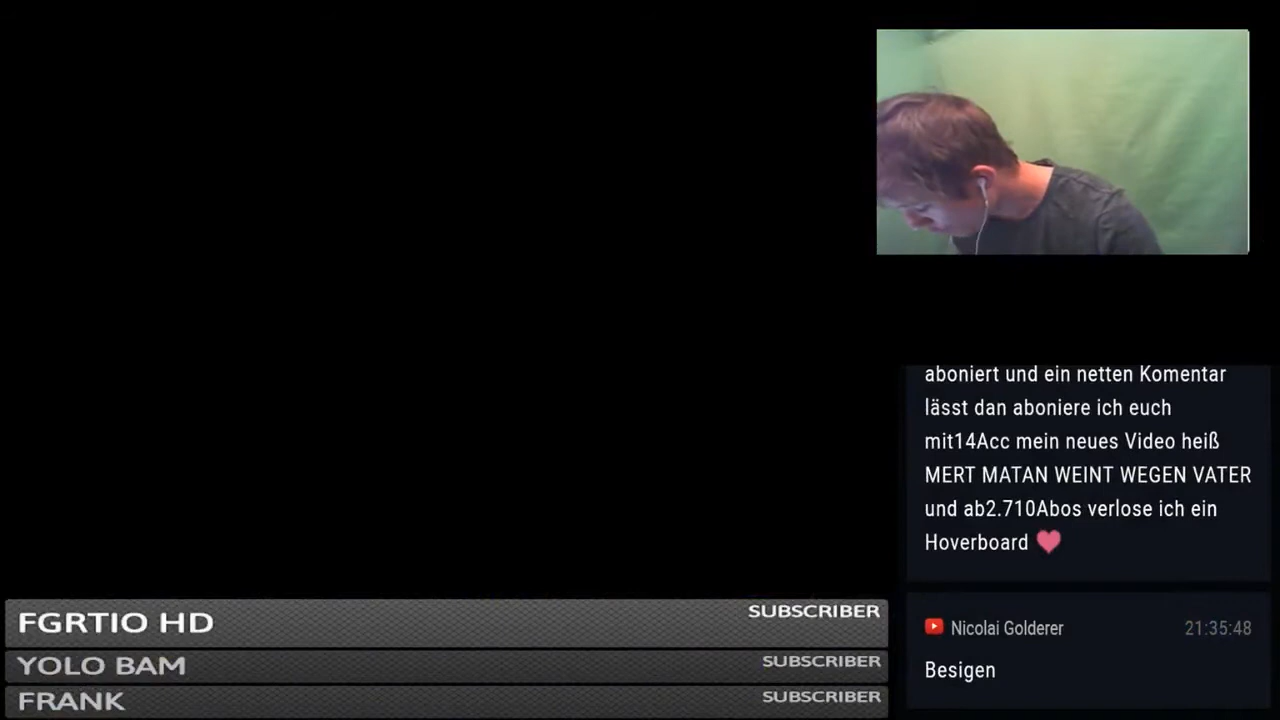 aboniert und ein netten Komentar
lässt dan aboniere ich euch
mit14Acc mein neues Video heiß
MERT MATAN WEINT WEGEN VATER
und ab2.710Abos verlose ich ein
Hoverboard
Nicolai Golderer 21:35:48
Besigen
FGRTIO HD SUBSCRIBER
YOLO BAM SUBSCRIBER
FRANK SUBSCRIBER